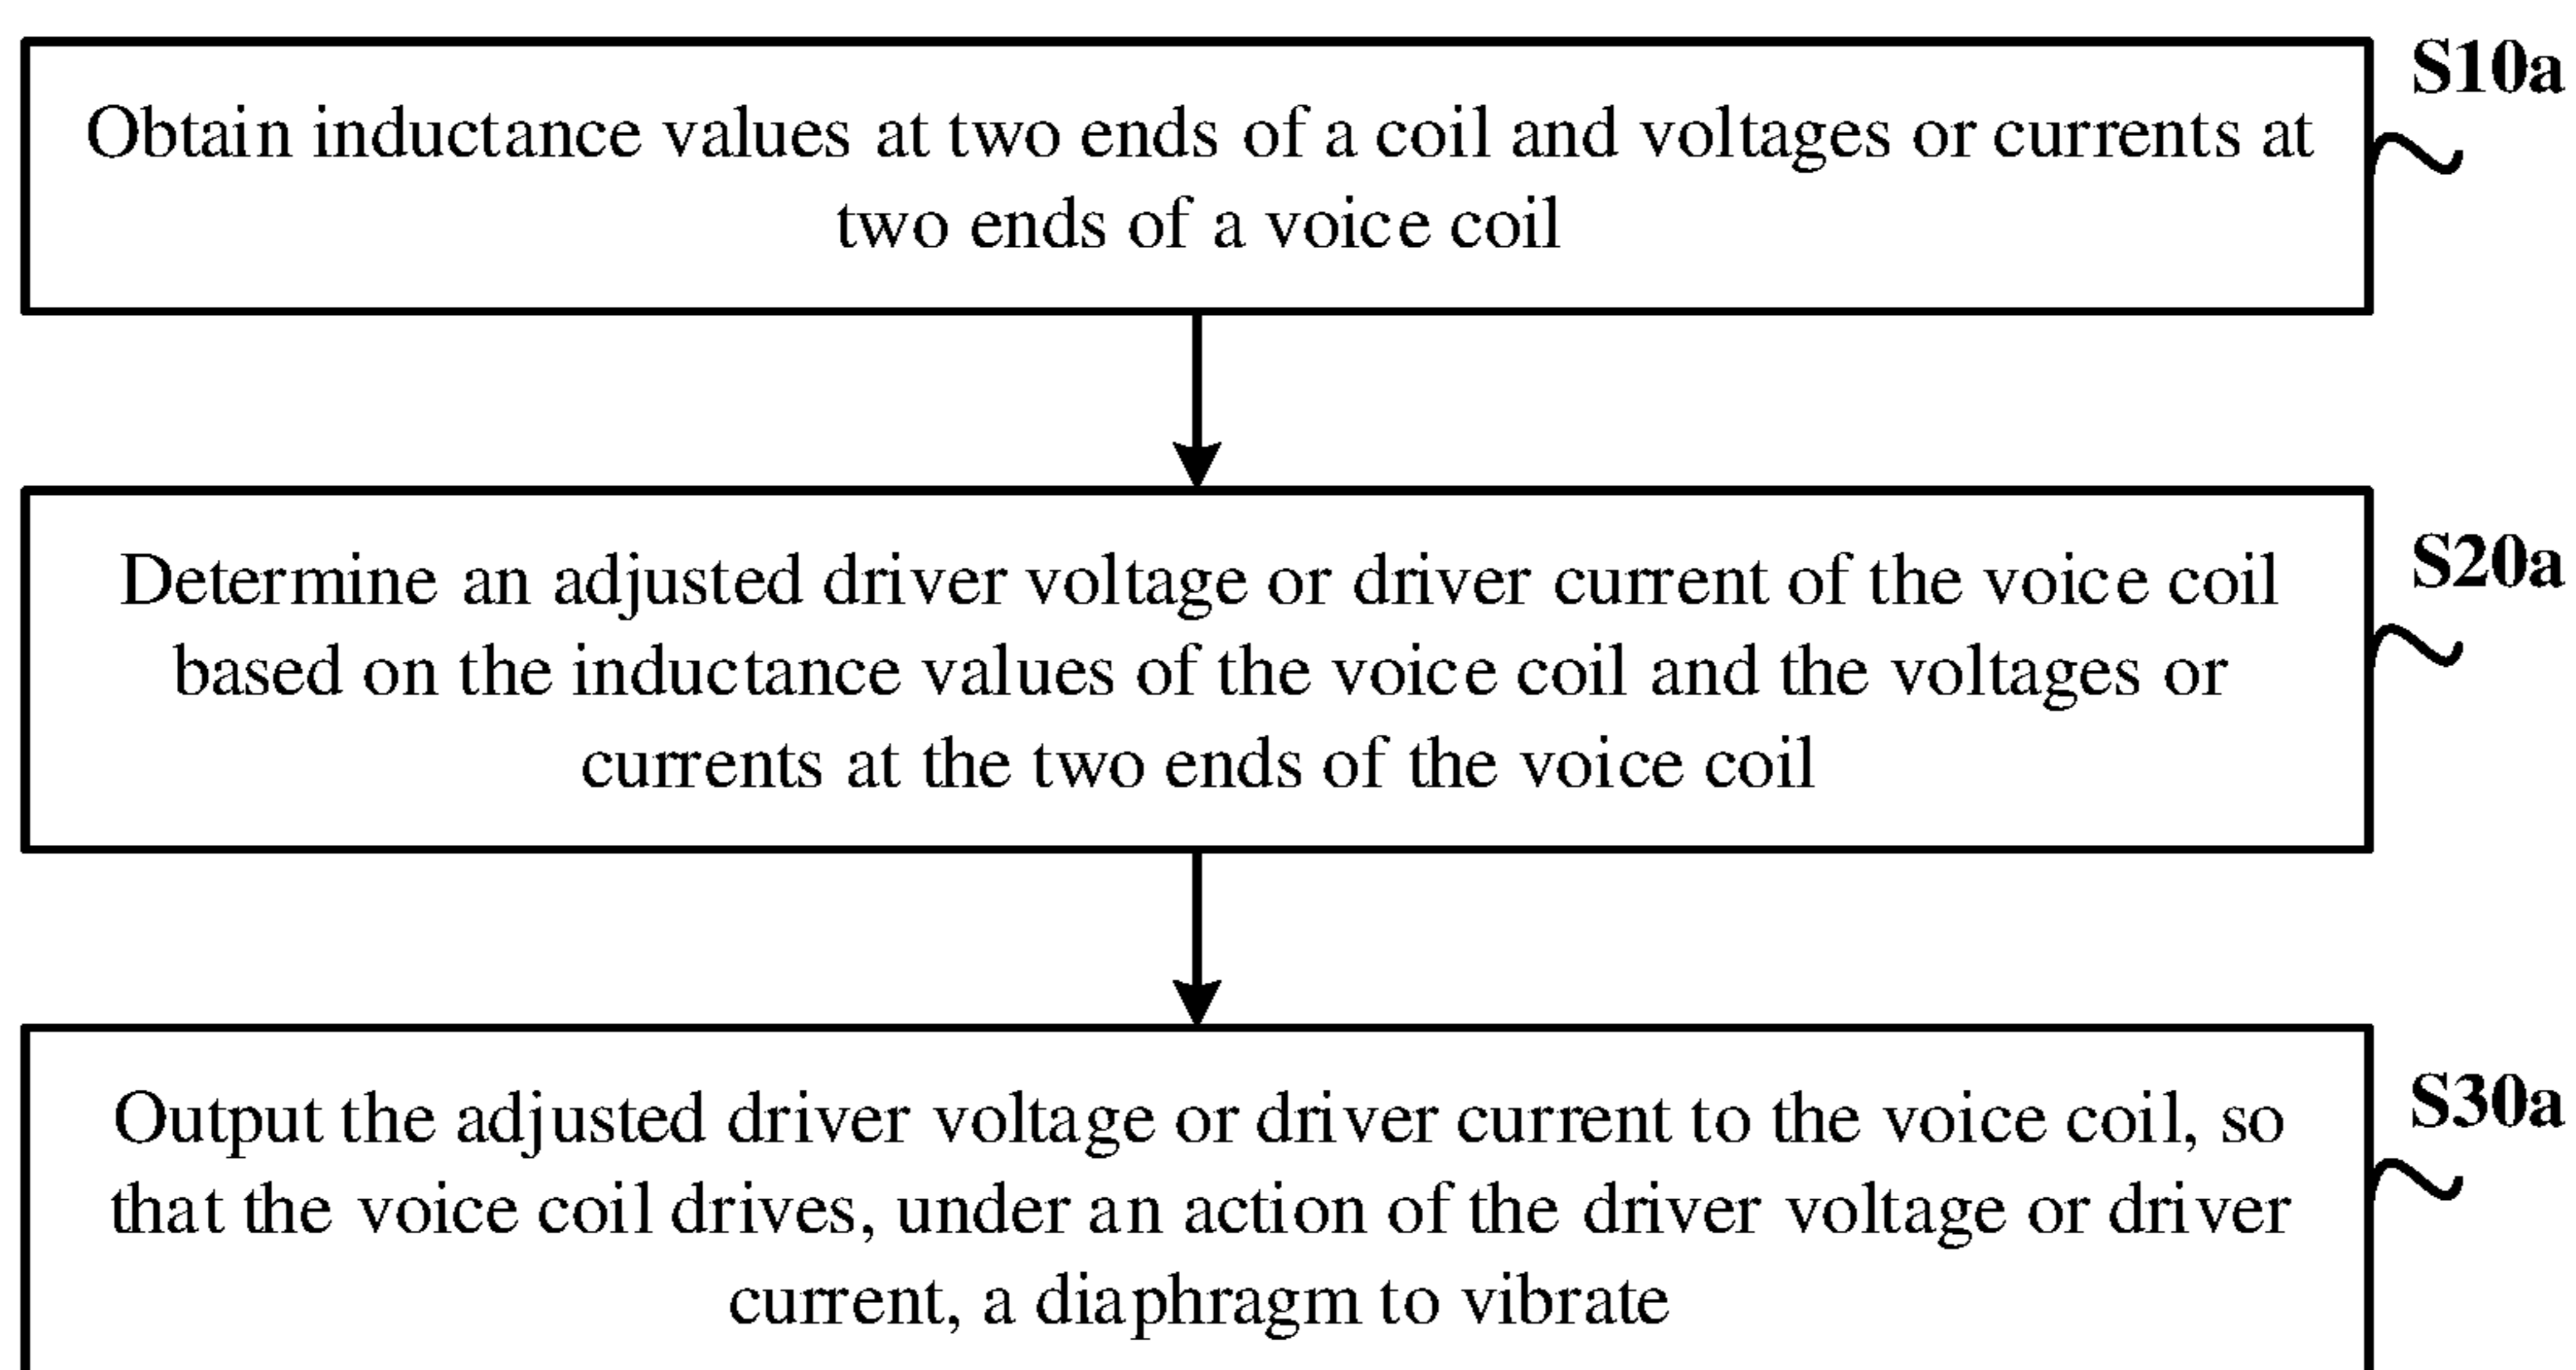 S10a
Obtain inductance values at two ends of a coil and voltages or currents at
two ends of a voice coil
S20a
Determine an adjusted driver voltage or driver current of the voice coil
based on the inductance values of the voice coil and the voltages or
currents at the two ends of the voice coil
S30a
Output the adjusted driver voltage or driver current to the voice coil, so
that the voice coil drives, under an action of the driver voltage or driver
current, a diaphragm to vibrate